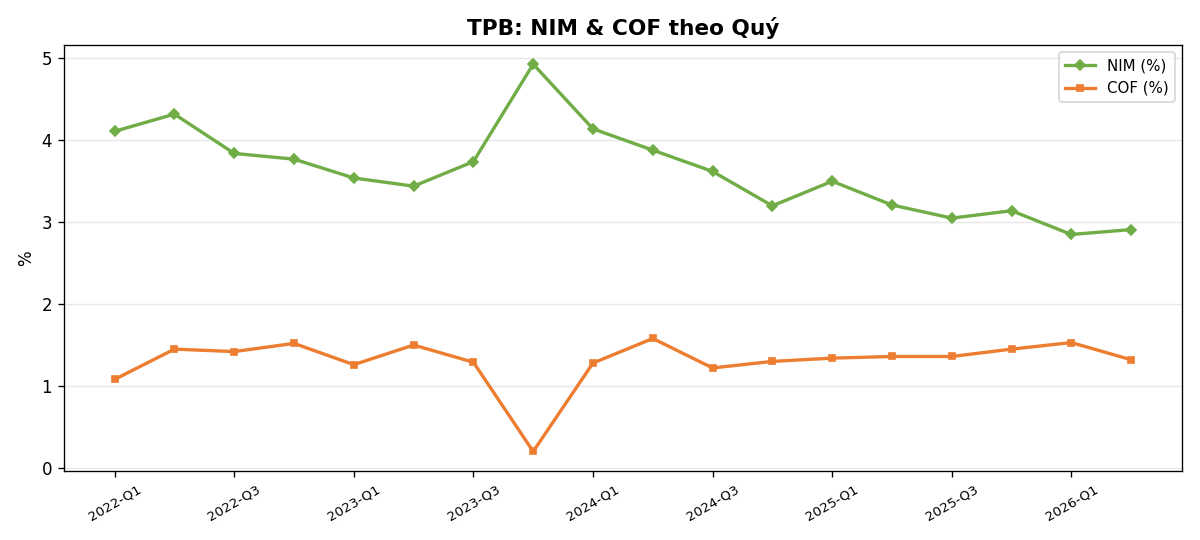 TPB: NIM & COF theo Quý
NIM (%)
COF (%)
%
5
4
3
2
1
0
2022-Q1
2022-Q3
2023-Q1
2023-Q3
2024-Q1
2024-Q3
2025-Q1
2025-Q3
2026-Q1